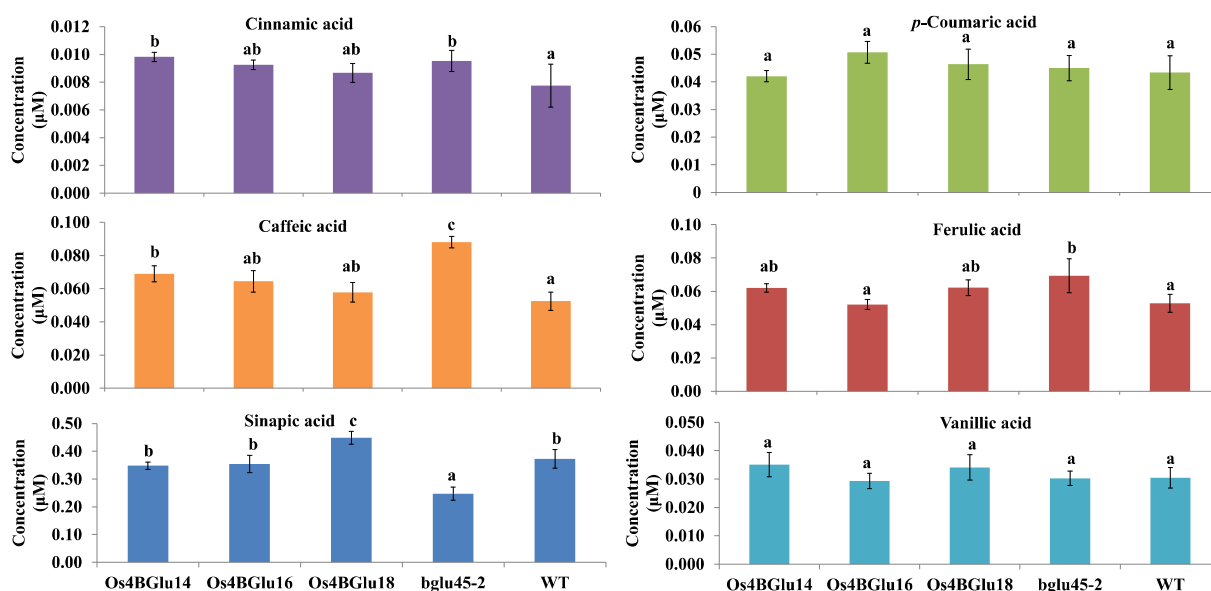 Cinnamic acid
Concentration
(µM)
0.012
0.010
0.008
0.006
0.004
0.002
0.000
b
ab
ab
b
a
p-Coumaric acid
Concentration
(µM)
0.06
0.05
0.04
0.03
0.02
0.01
0
a
a
a
a
a
Caffeic acid
Concentration
(µM)
0.100
0.080
0.060
0.040
0.020
0.000
b
ab
ab
c
a
Ferulic acid
Concentration
(µM)
0.10
0.08
0.06
0.04
0.02
0.00
ab
a
ab
b
a
Sinapic acid
Concentration
(µM)
0.50
0.40
0.30
0.20
0.10
0.00
b
b
c
a
b
Os4BGlu14 Os4BGlu16 Os4BGlu18 bglu45-2 WT
Vanillic acid
Concentration
(µM)
0.050
0.040
0.030
0.020
0.010
0.000
a
a
a
a
a
Os4BGlu14 Os4BGlu16 Os4BGlu18 bglu45-2 WT